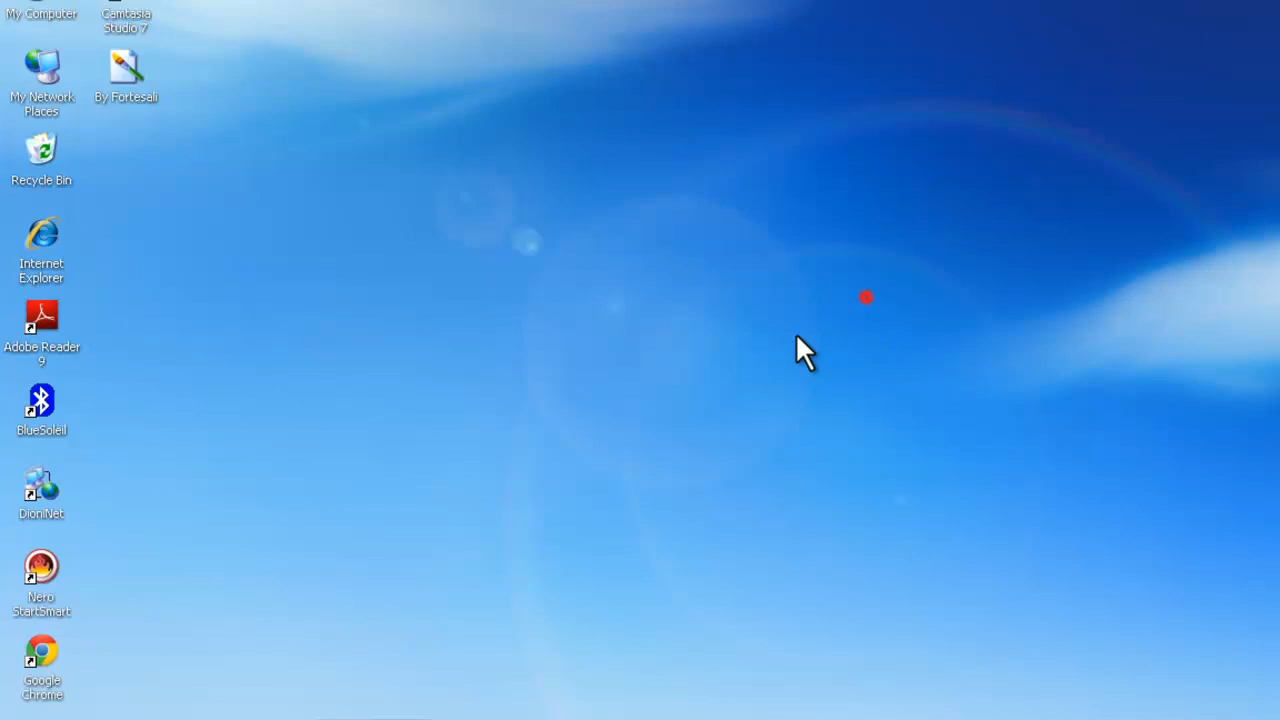 My Computer
Camtasia
Studio 7
My Network
Places
By Fortesali
Recycle Bin
Internet
Explorer
Adobe Reader
9
BlueSoleil
DioniNet
Nero
StartSmart
Google
Chrome